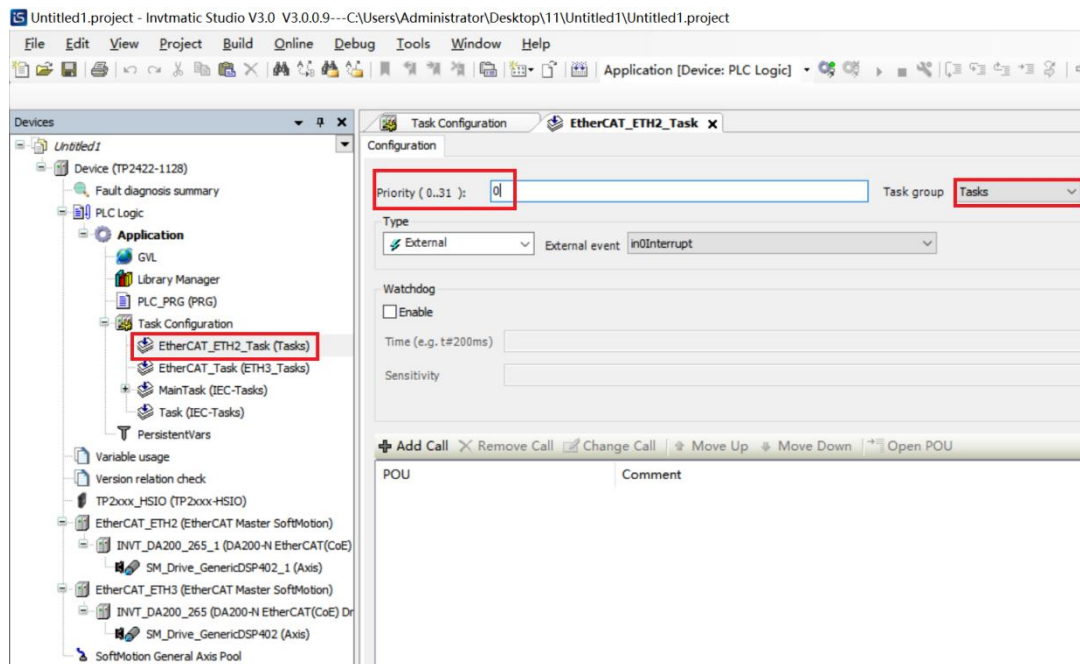 Untitled1.project - Invtmatic Studio V3.0 V3.0.0.9---C:\Users\Administrator\Desktop\11\Untitled1\Untitled1.project
File Edit View Project Build Online Debug Tools Window Help
Application [Device: PLC Logic]
Devices
Task Configuration EtherCAT_ETH2_Task
Untitled1
Configuration
Device (TP2422-1128)
Fault diagnosis summary
Priority ( 0..31 ): 0 Task group Tasks
PLC Logic
Type
Application
External External event in0Interrupt
GVL
Library Manager
Watchdog
PLC_PRG (PRG)
Enable
Task Configuration
Time (e.g. t#200ms)
EtherCAT_ETH2_Task (Tasks)
EtherCAT_Task (ETH3_Tasks)
Sensitivity
MainTask (IEC-Tasks)
Task (IEC-Tasks)
PersistentVars
Add Call Remove Call Change Call Move Up Move Down Open POU
Variable usage
POU Comment
Version relation check
TP2xxx_HSIO (TP2xxx-HSIO)
EtherCAT_ETH2 (EtherCAT Master SoftMotion)
INVT_DA200_265_1 (DA200-N EtherCAT(CoE)
SM_Drive_GenericDSP402_1 (Axis)
EtherCAT_ETH3 (EtherCAT Master SoftMotion)
INVT_DA200_265 (DA200-N EtherCAT(CoE) Dr
SM_Drive_GenericDSP402 (Axis)
SoftMotion General Axis Pool